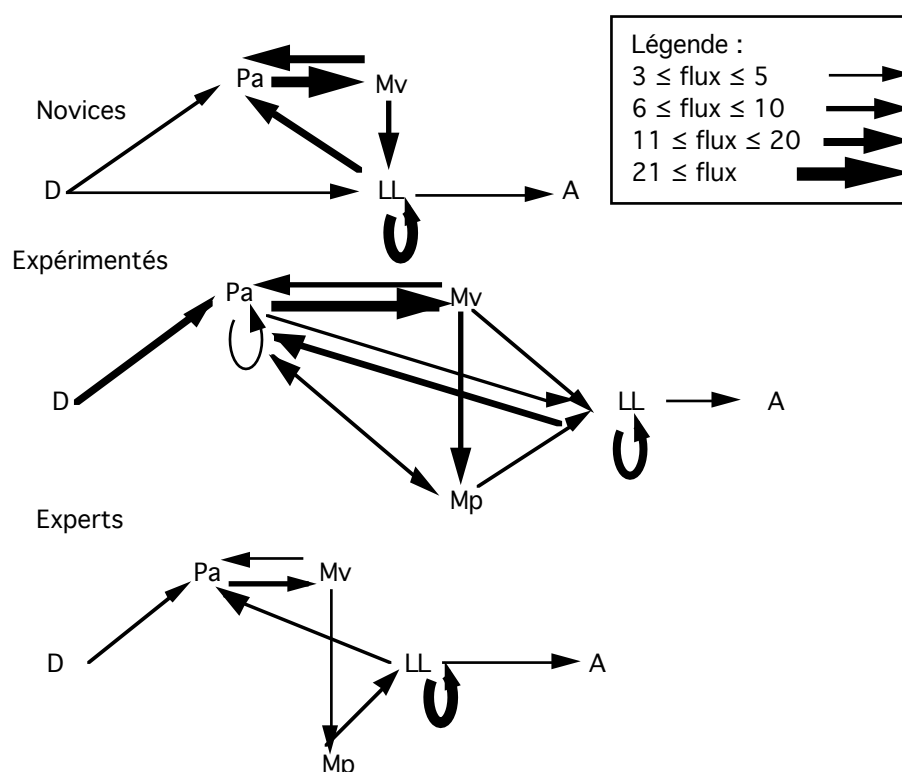 Légende :
3 ≤ flux ≤ 5
6 ≤ flux ≤ 10
11 ≤ flux ≤ 20
21 ≤ flux
Pa
Mv
Novices
D
LL
A
Expérimentés
Pa
Mv
D
LL
A
Mp
Experts
Pa
Mv
D
LL
A
Mp